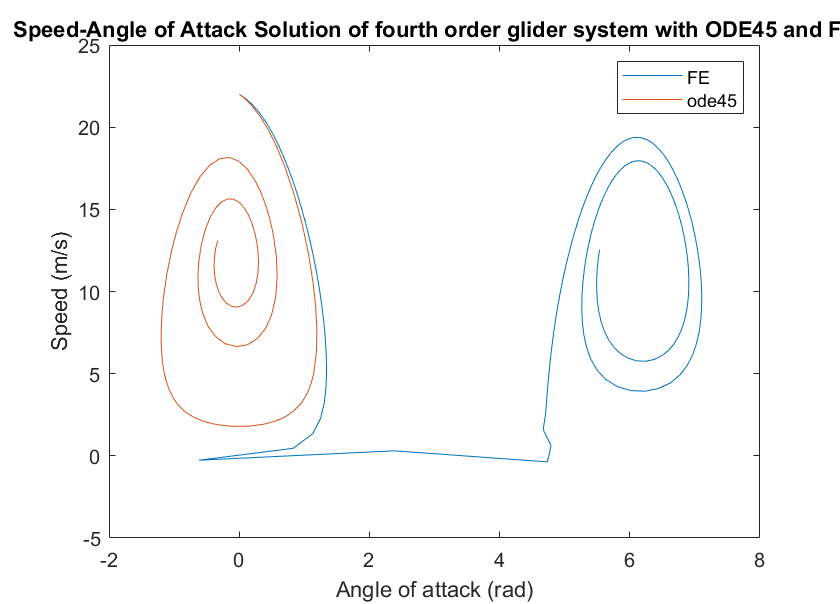 Speed-Angle of Attack Solution of fourth order glider system with ODE45 and F
25
20
15
10
5
0
-5
-2
0
2
4
6
8
Speed (m/s)
Angle of attack (rad)
FE
ode45